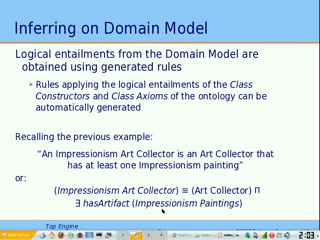 Inferring on Domain Model
Logical entailments from the Domain Model are
obtained using generated rules
Rules applying the logical entailments of the Class
Constructors and Class Axioms of the ontology can be
automatically generated
Recalling the previous example:
“An Impressionism Art Collector is an Art Collector that
has at least one Impressionism painting”
or:
(Impressionism Art Collector) ≡ (Art Collector) ⊓
∃ hasArtifact (Impressionism Paintings)
Top Engine
2:03